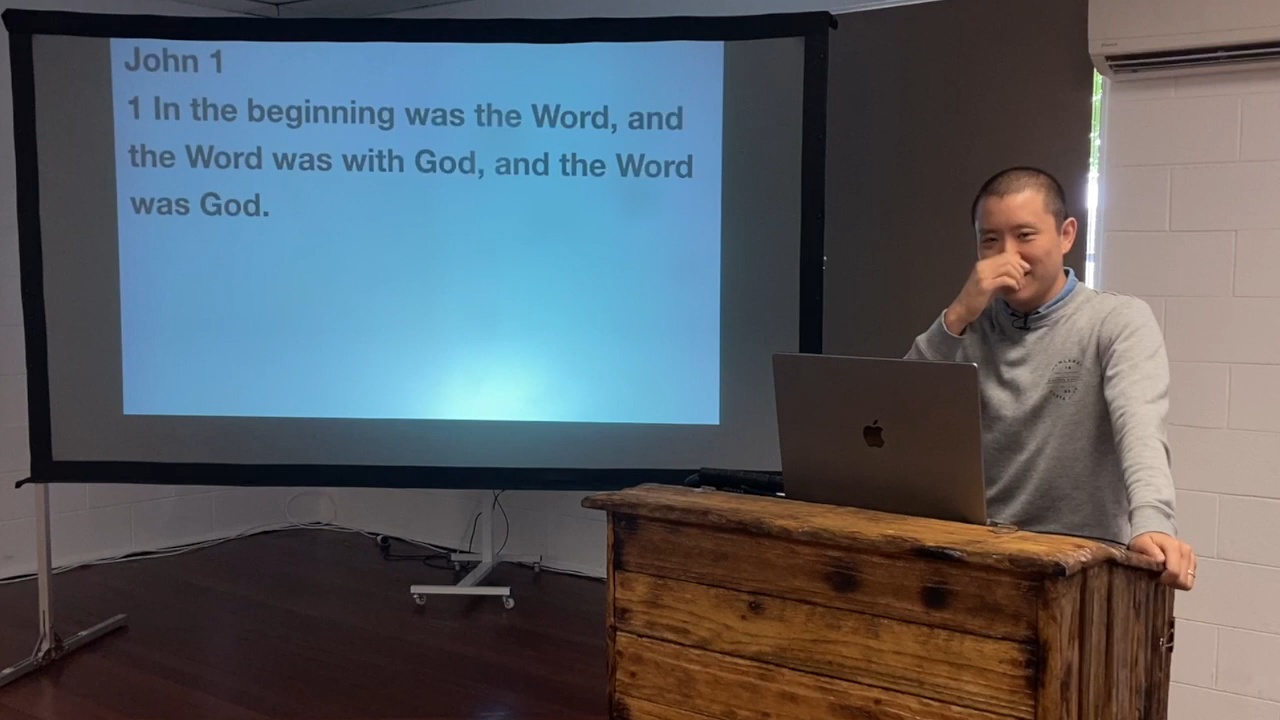 John 1
1 In the beginning was the Word, and
the Word was with God, and the Word
was God.